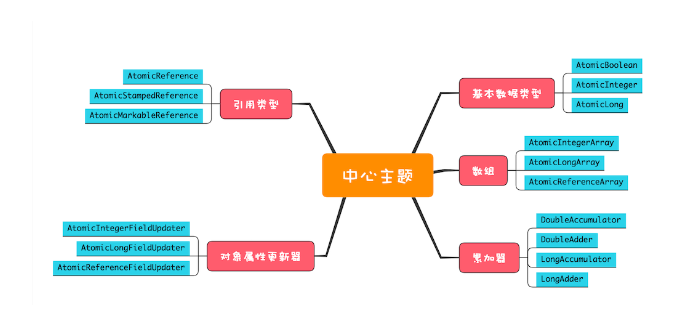 中心主题
引用类型
AtomicReference
AtomicStampedReference
AtomicMarkableReference
对象属性更新器
AtomicIntegerFieldUpdater
AtomicLongFieldUpdater
AtomicReferenceFieldUpdater
基本数据类型
AtomicBoolean
AtomicInteger
AtomicLong
数组
AtomicIntegerArray
AtomicLongArray
AtomicReferenceArray
累加器
DoubleAccumulator
DoubleAdder
LongAccumulator
LongAdder